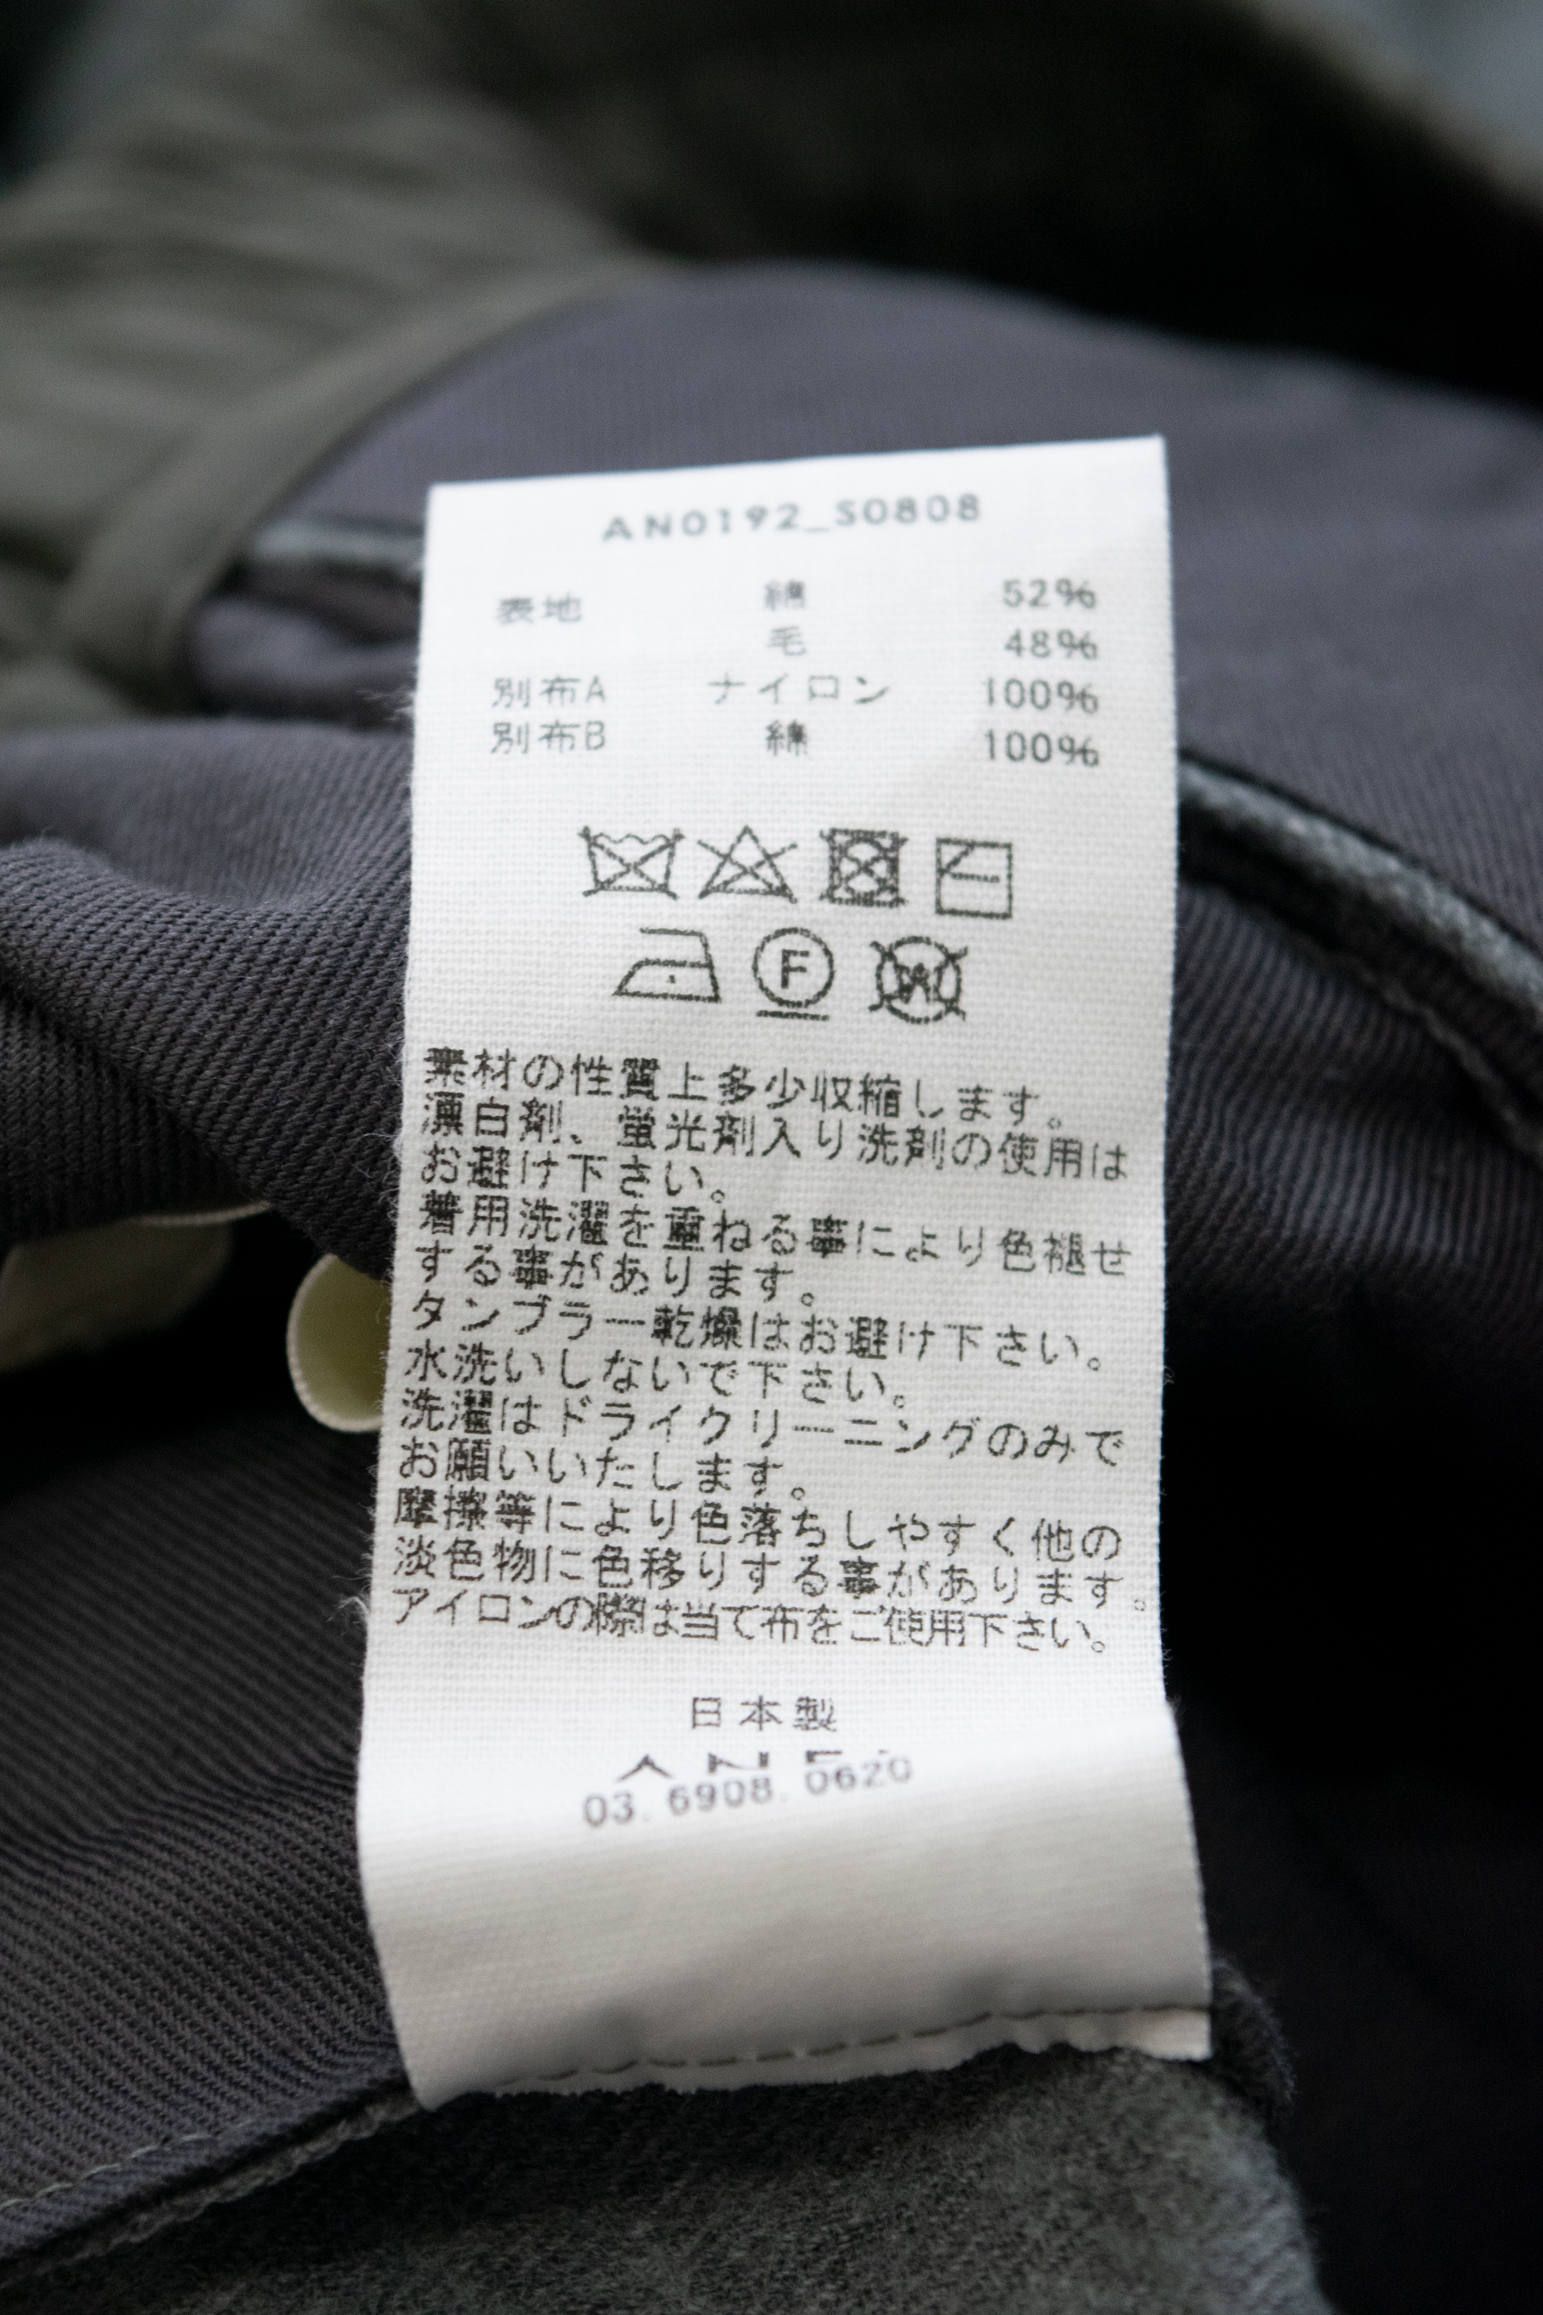 AN0192_S0808
表地 綿 52%
毛 48%
別布A ナイロン 100%
別布B 綿 100%
F W
素材の性質上多少収縮します。
漂白剤、蛍光剤入り洗剤の使用は
お避け下さい。
着用洗濯を重ねる事により色褪せ
する事があります。
タンブラー乾燥はお避け下さい。
水洗いしないで下さい。
洗濯はドライクリーニングのみで
お願いいたします。
摩擦等により色落ちしやすく他の
淡色物に色移りする事があります。
アイロンの際は当て布をご使用下さい。
日本製
03.6908.0620